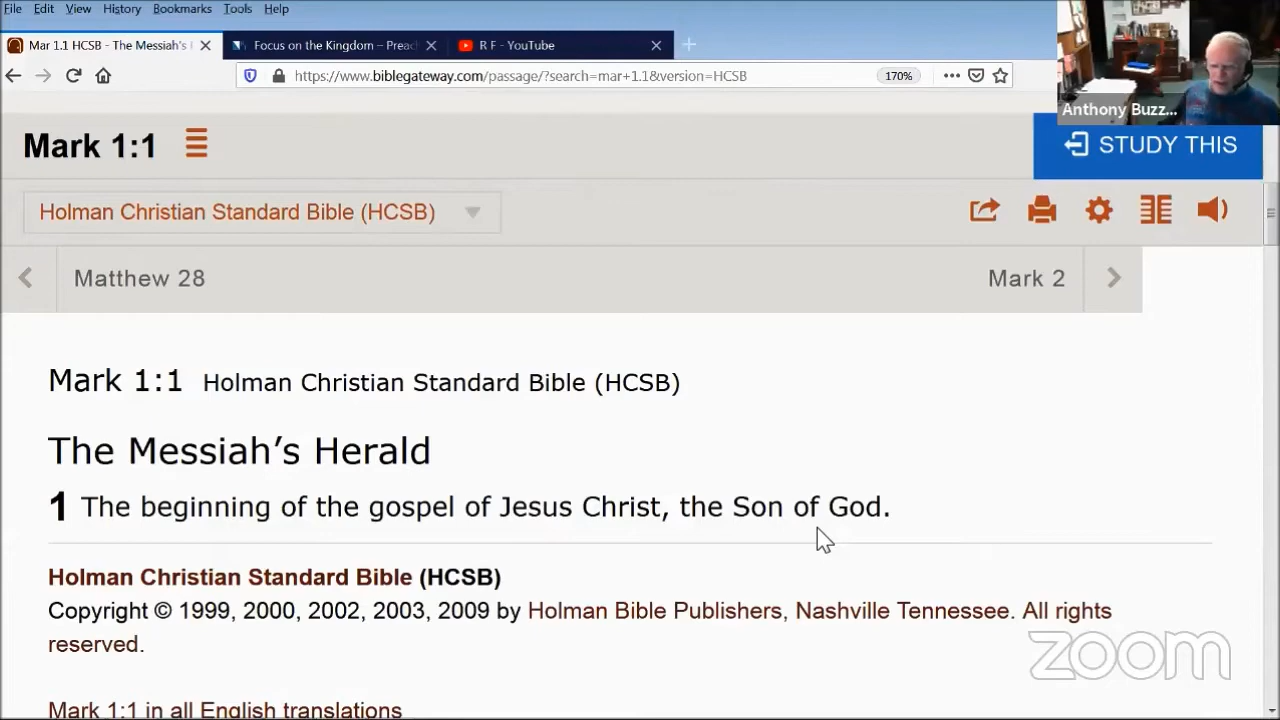 File Edit View History Bookmarks Tools Help
Mar 1.1 HCSB - The Messiah's
Focus on the Kingdom – Preac
R F - YouTube
https://www.biblegateway.com/passage/?search=mar+1.1&version=HCSB
170%
Anthony Buzz...
Mark 1:1
STUDY THIS
Holman Christian Standard Bible (HCSB)
Matthew 28
Mark 2
Mark 1:1 Holman Christian Standard Bible (HCSB)
The Messiah’s Herald
1 The beginning of the gospel of Jesus Christ, the Son of God.
Holman Christian Standard Bible (HCSB)
Copyright © 1999, 2000, 2002, 2003, 2009 by Holman Bible Publishers, Nashville Tennessee. All rights
reserved.
zoom
Mark 1:1 in all English translations